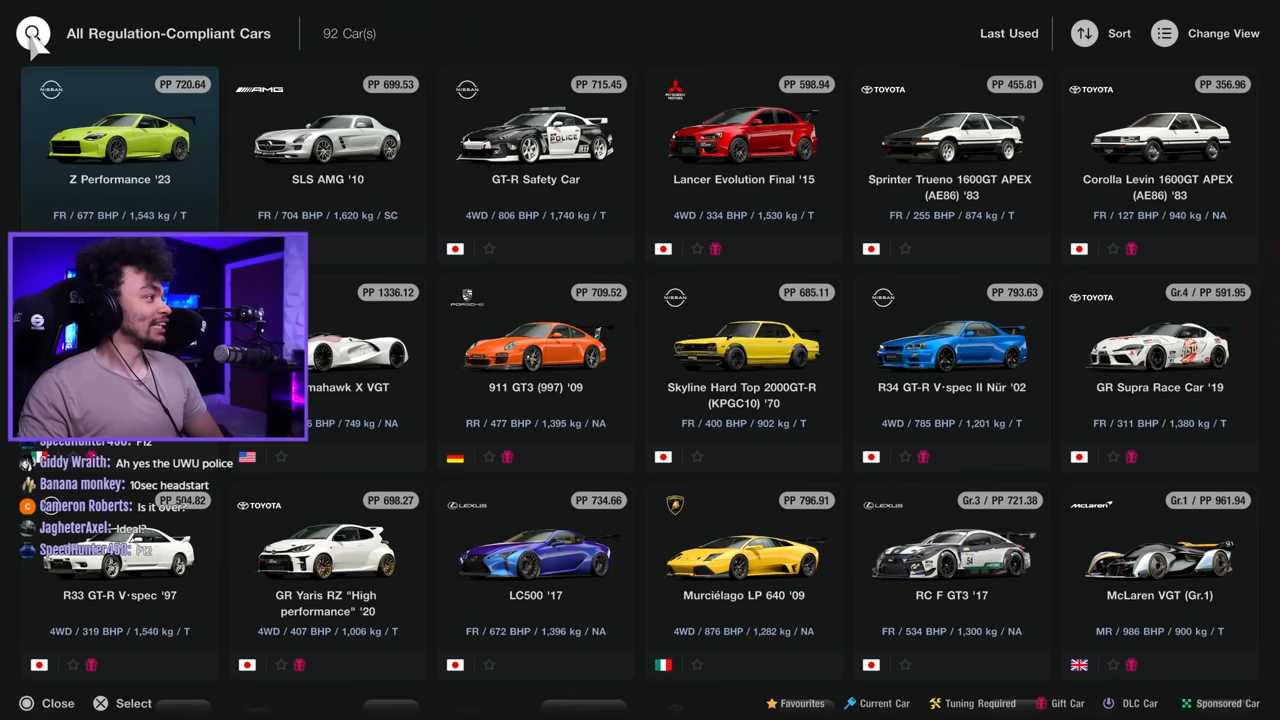 All Regulation-Compliant Cars
92 Car(s)
Last Used
Sort
Change View
NISSAN
PP 720.64
Z Performance '23
FR / 677 BHP / 1,543 kg / T
AMG
PP 699.53
SLS AMG '10
FR / 704 BHP / 1,620 kg / SC
NISSAN
PP 715.45
POLICE
GT-R Safety Car
4WD / 806 BHP / 1,740 kg / T
MITSUBISHI MOTORS
PP 598.94
Lancer Evolution Final '15
4WD / 334 BHP / 1,530 kg / T
TOYOTA
PP 455.81
Sprinter Trueno 1600GT APEX
(AE86) '83
FR / 255 BHP / 874 kg / T
TOYOTA
PP 356.96
Corolla Levin 1600GT APEX
(AE86) '83
FR / 127 BHP / 940 kg / NA
PP 1336.12
mahawk X VGT
BHP / 749 kg / NA
PORSCHE
PP 709.52
911 GT3 (997) '09
RR / 477 BHP / 1,395 kg / NA
NISSAN
PP 685.11
Skyline Hard Top 2000GT-R
(KPGC10) '70
FR / 400 BHP / 902 kg / T
NISSAN
PP 793.63
R34 GT-R V·spec II Nür '02
4WD / 785 BHP / 1,201 kg / T
TOYOTA
Gr.4 / PP 591.95
GR Supra Race Car '19
FR / 311 BHP / 1,380 kg / T
SpeedHunter458: F12
Giddy Wraith: Ah yes the UWU police
Banana monkey: 10sec headstart
Cameron Roberts: Is it over?
JagheterAxel: Ideal?
SpeedHunter458: F12
PP 504.82
R33 GT-R V·spec '97
4WD / 319 BHP / 1,540 kg / T
TOYOTA
PP 698.27
GR Yaris RZ "High
performance" '20
4WD / 407 BHP / 1,006 kg / T
LEXUS
PP 734.66
LC500 '17
FR / 672 BHP / 1,396 kg / NA
PP 796.91
Murciélago LP 640 '09
4WD / 876 BHP / 1,282 kg / NA
LEXUS
Gr.3 / PP 721.38
54
RC F GT3 '17
FR / 534 BHP / 1,300 kg / NA
McLaren
Gr.1 / PP 961.94
McLaren VGT (Gr.1)
MR / 986 BHP / 900 kg / T
Close
Select
Favourites
Current Car
Tuning Required
Gift Car
DLC Car
Sponsored Car